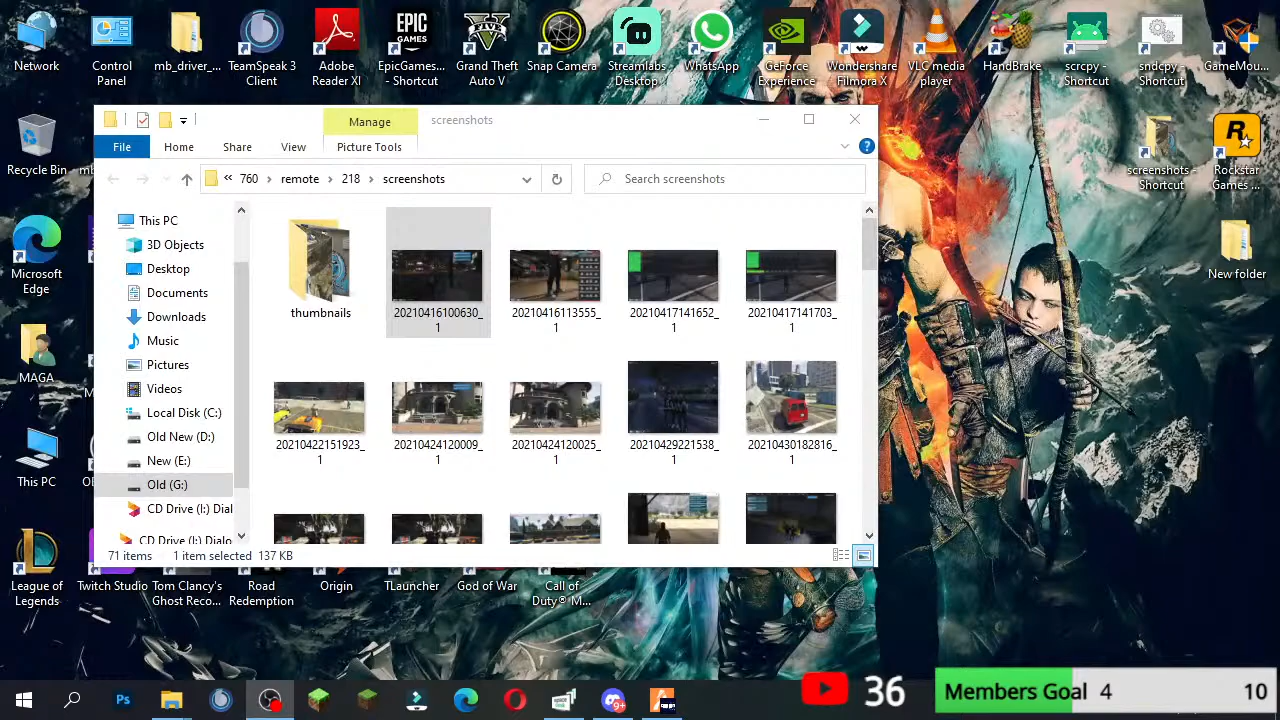 Network
Control Panel
mb_driver_...
TeamSpeak 3 Client
Adobe Reader XI
EPIC GAMES
EpicGames... - Shortcut
Grand Theft Auto V
Snap Camera
Streamlabs Desktop
WhatsApp
GeForce Experience
Wondershare Filmora X
VLC media player
HandBrake
scrcpy - Shortcut
sndcpy - Shortcut
GameMou...
Recycle Bin
Manage
screenshots
File
Home
Share
View
Picture Tools
« 760 › remote › 218 › screenshots
Search screenshots
screenshots - Shortcut
Rockstar Games ...
Microsoft Edge
New folder
This PC
3D Objects
Desktop
Documents
Downloads
Music
Pictures
Videos
Local Disk (C:)
Old New (D:)
New (E:)
Old (G:)
CD Drive (I:) Dial
CD Drive (I:) Dialo
thumbnails
20210416100630_1
20210416113555_1
20210417141652_1
20210417141703_1
20210422151923_1
20210424120009_1
20210424120025_1
20210429221538_1
20210430182816_1
71 items
item selected 137 KB
MAGA
This PC
League of Legends
Twitch Studio
Tom Clancy's Ghost Reco...
Road Redemption
Origin
TLauncher
God of War
Call of Duty® M...
Ps
9+
36
Members Goal 4
10